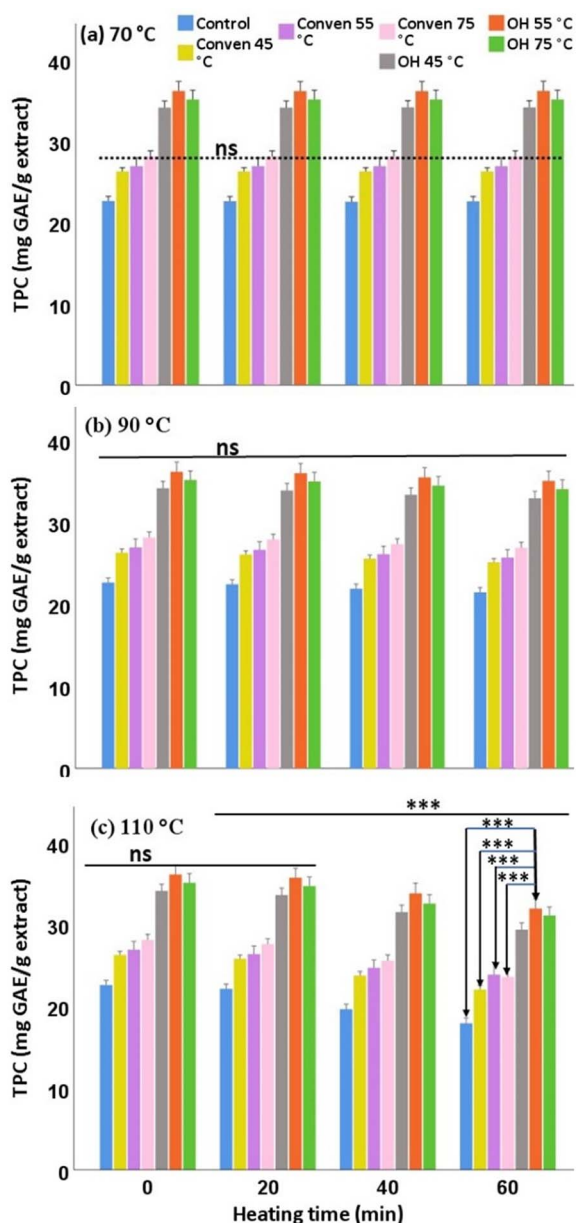 (a) 70 °C
Control
Conven 45 °C
Conven 55 °C
Conven 75 °C
OH 45 °C
OH 55 °C
OH 75 °C
TPC (mg GAE/g extract)
40
30
20
10
0
ns
(b) 90 °C
ns
TPC (mg GAE/g extract)
40
30
20
10
0
(c) 110 °C
ns
***
***
***
***
***
TPC (mg GAE/g extract)
40
30
20
10
0
0 20 40 60
Heating time (min)